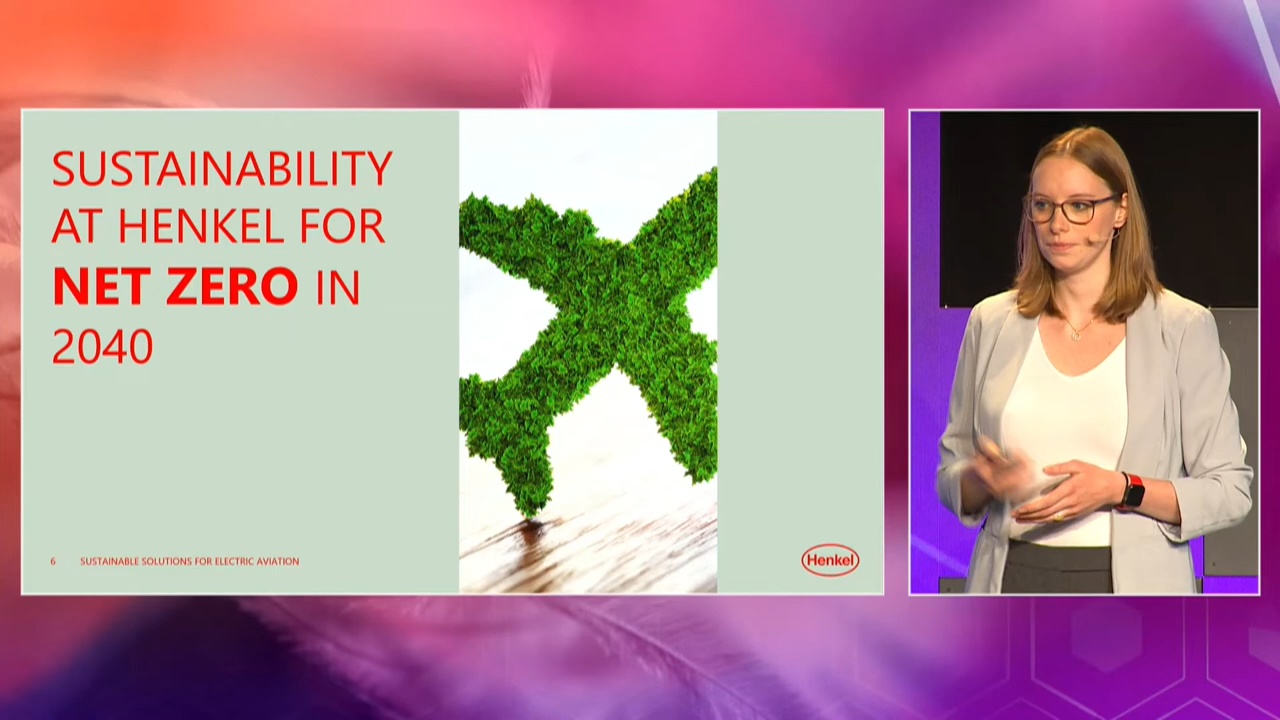 SUSTAINABILITY
AT HENKEL FOR
NET ZERO IN
2040
6 SUSTAINABLE SOLUTIONS FOR ELECTRIC AVIATION
Henkel